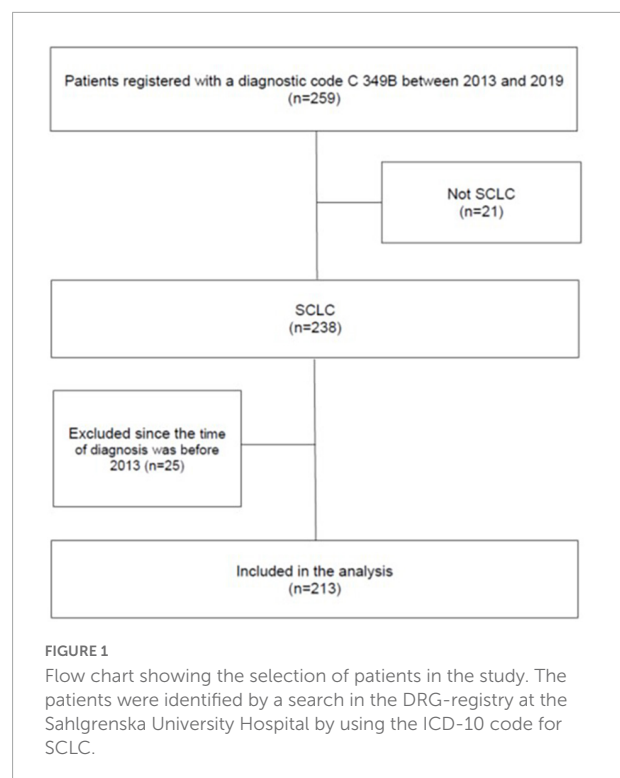 Patients registered with a diagnostic code C 349B between 2013 and 2019
(n=259)
Not SCLC
(n=21)
SCLC
(n=238)
Excluded since the time
of diagnosis was before
2013 (n=25)
Included in the analysis
(n=213)
FIGURE 1
Flow chart showing the selection of patients in the study. The
patients were identified by a search in the DRG-registry at the
Sahlgrenska University Hospital by using the ICD-10 code for
SCLC.